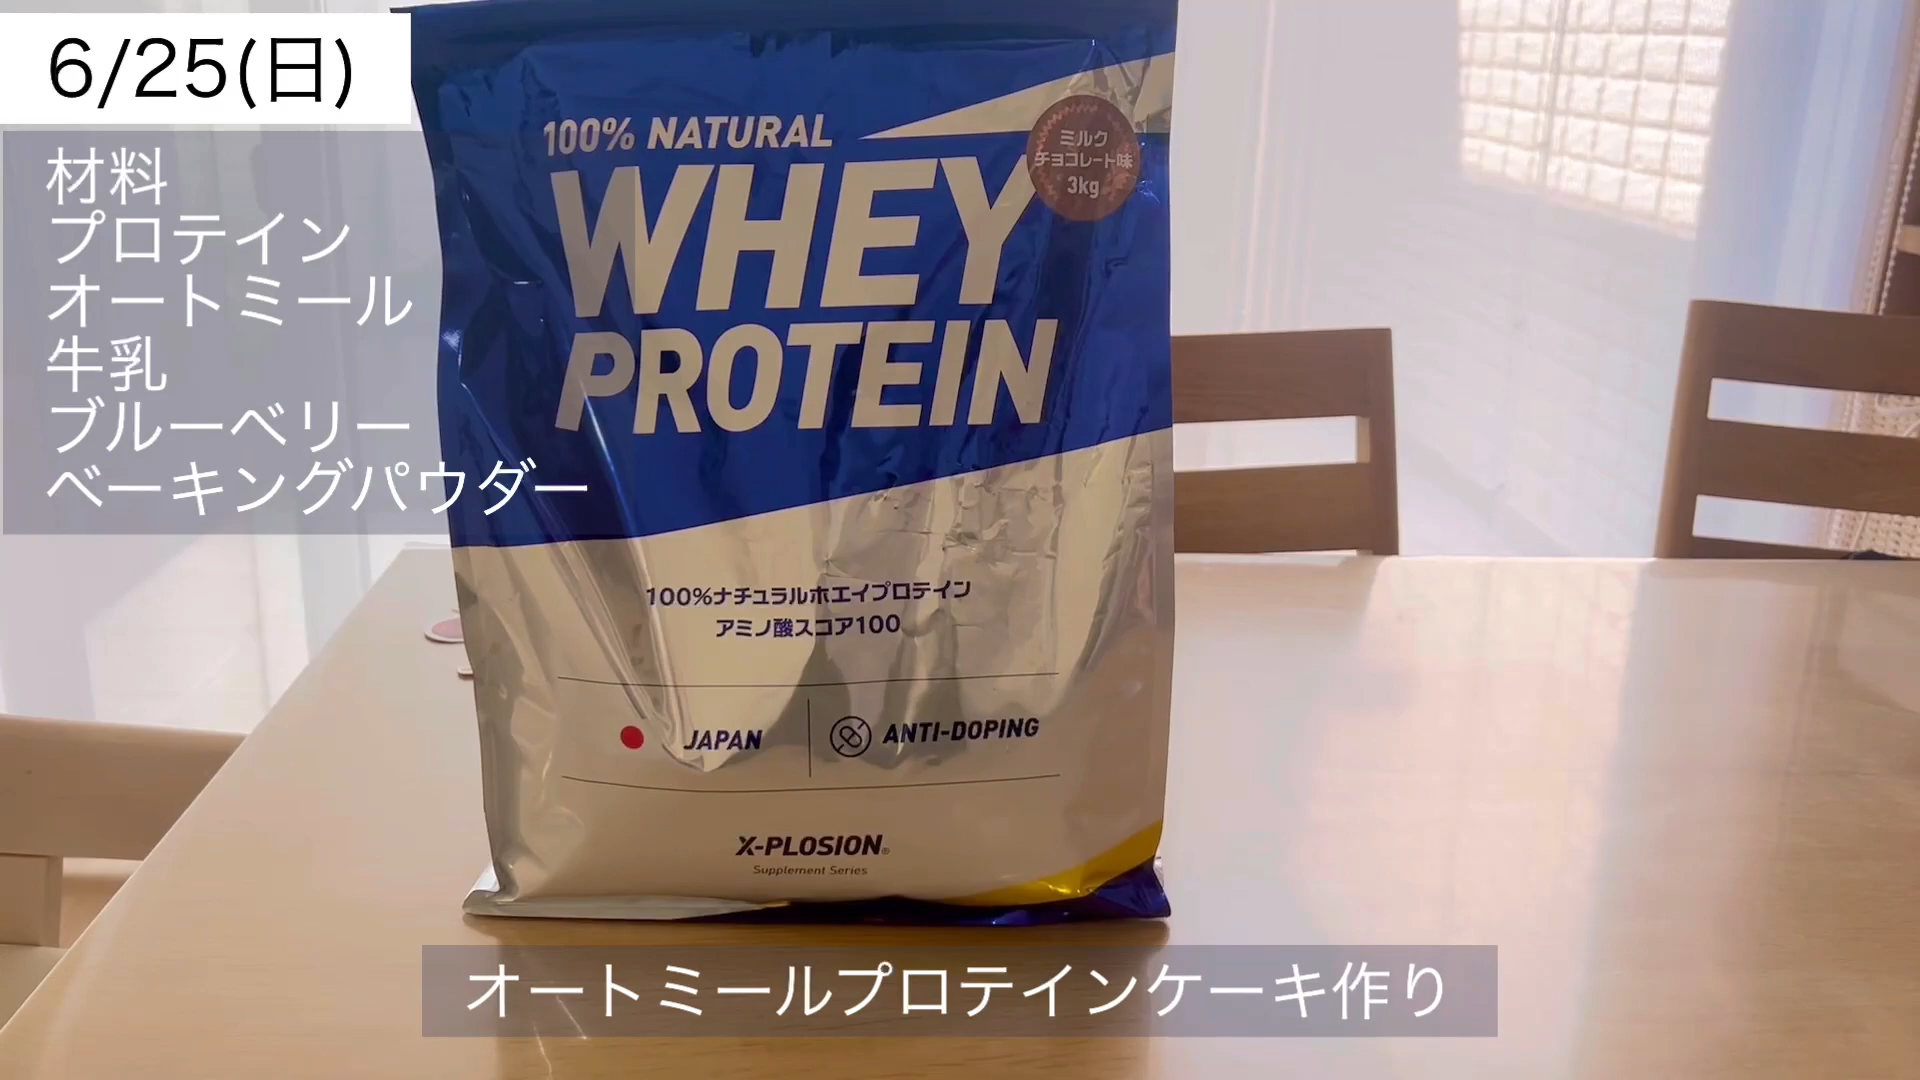 6/25(日)
材料
プロテイン
オートミール
牛乳
ブルーベリー
ベーキングパウダー
100% NATURAL
WHEY
PROTEIN
ミルク
チョコレート味
3kg
100%ナチュラルホエイプロテイン
アミノ酸スコア100
JAPAN
ANTI-DOPING
X-PLOSION®
Supplement Series
オートミールプロテインケーキ作り